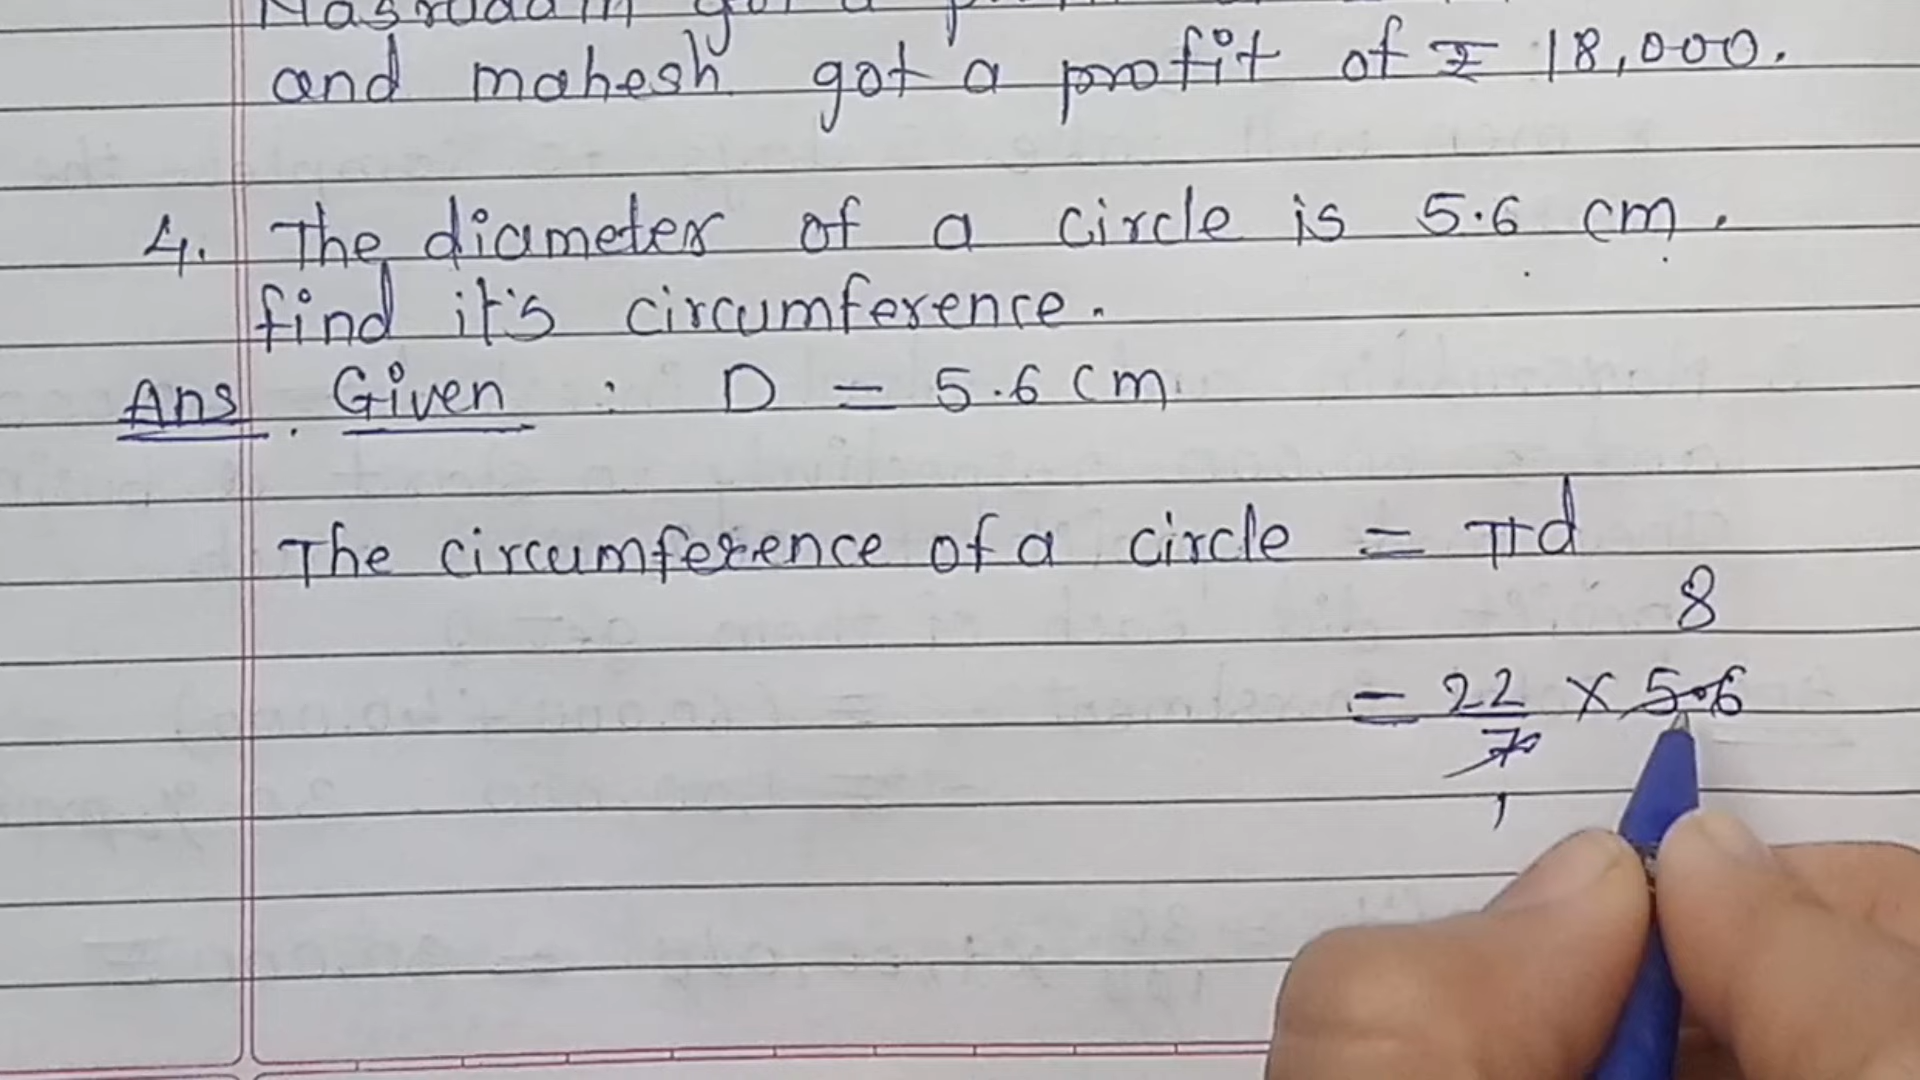 and mahesh got a profit of ₹ 18,000.
4. The diameter of a circle is 5.6 cm.
find it's circumference.
Ans. Given : D = 5.6 cm.
The circumference of a circle = πd
8
= 22 × 5.6
7
1